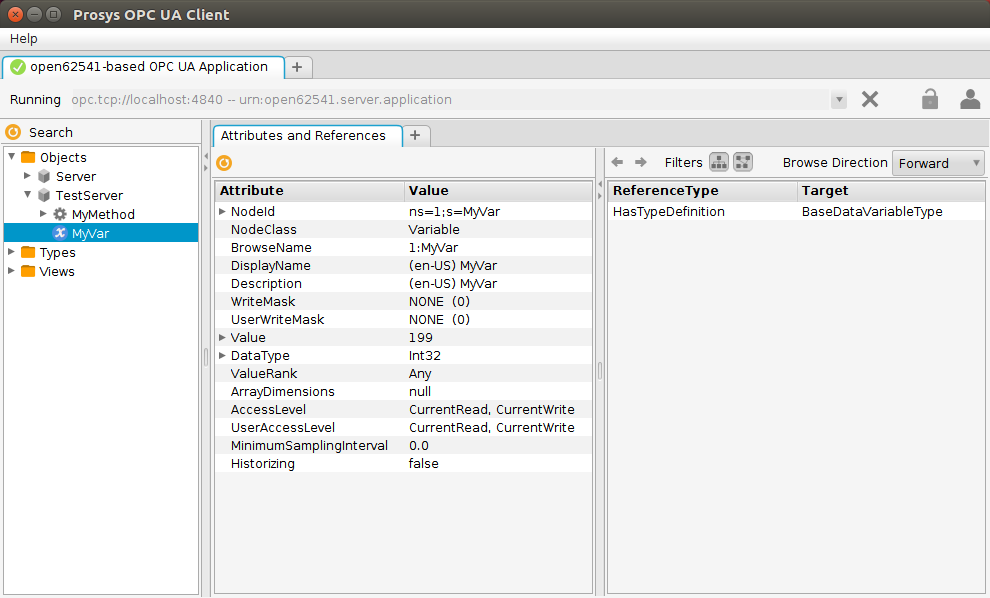 Prosys OPC UA Client
Help
open62541-based OPC UA Application +
Running opc.tcp://localhost:4840 -- urn:open62541.server.application
Search
Objects
Server
TestServer
MyMethod
MyVar
Types
Views
Attributes and References +
Attribute Value
NodeId ns=1;s=MyVar
NodeClass Variable
BrowseName 1:MyVar
DisplayName (en-US) MyVar
Description (en-US) MyVar
WriteMask NONE (0)
UserWriteMask NONE (0)
Value 199
DataType Int32
ValueRank Any
ArrayDimensions null
AccessLevel CurrentRead, CurrentWrite
UserAccessLevel CurrentRead, CurrentWrite
MinimumSamplingInterval 0.0
Historizing false
Filters Browse Direction Forward
ReferenceType Target
HasTypeDefinition BaseDataVariableType